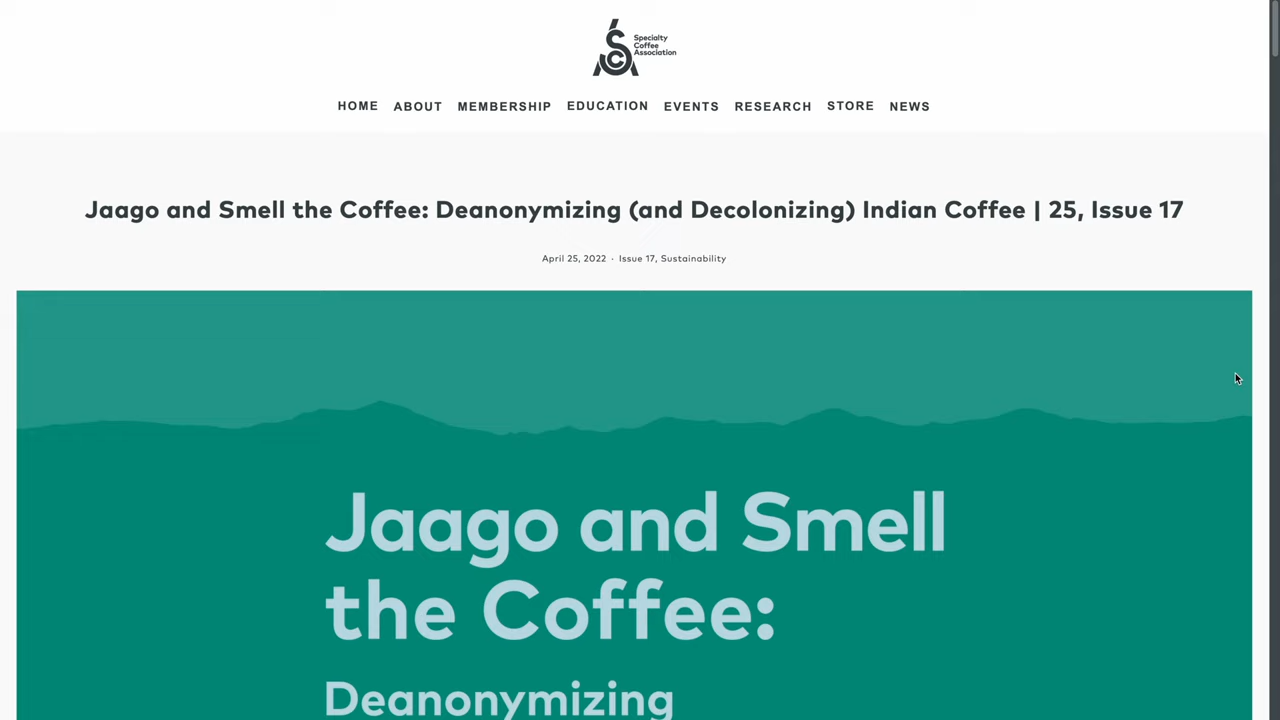 Specialty
Coffee
Association
HOME ABOUT MEMBERSHIP EDUCATION EVENTS RESEARCH STORE NEWS
Jaago and Smell the Coffee: Deanonymizing (and Decolonizing) Indian Coffee | 25, Issue 17
April 25, 2022 · Issue 17, Sustainability
Jaago and Smell
the Coffee:
Deanonymizing